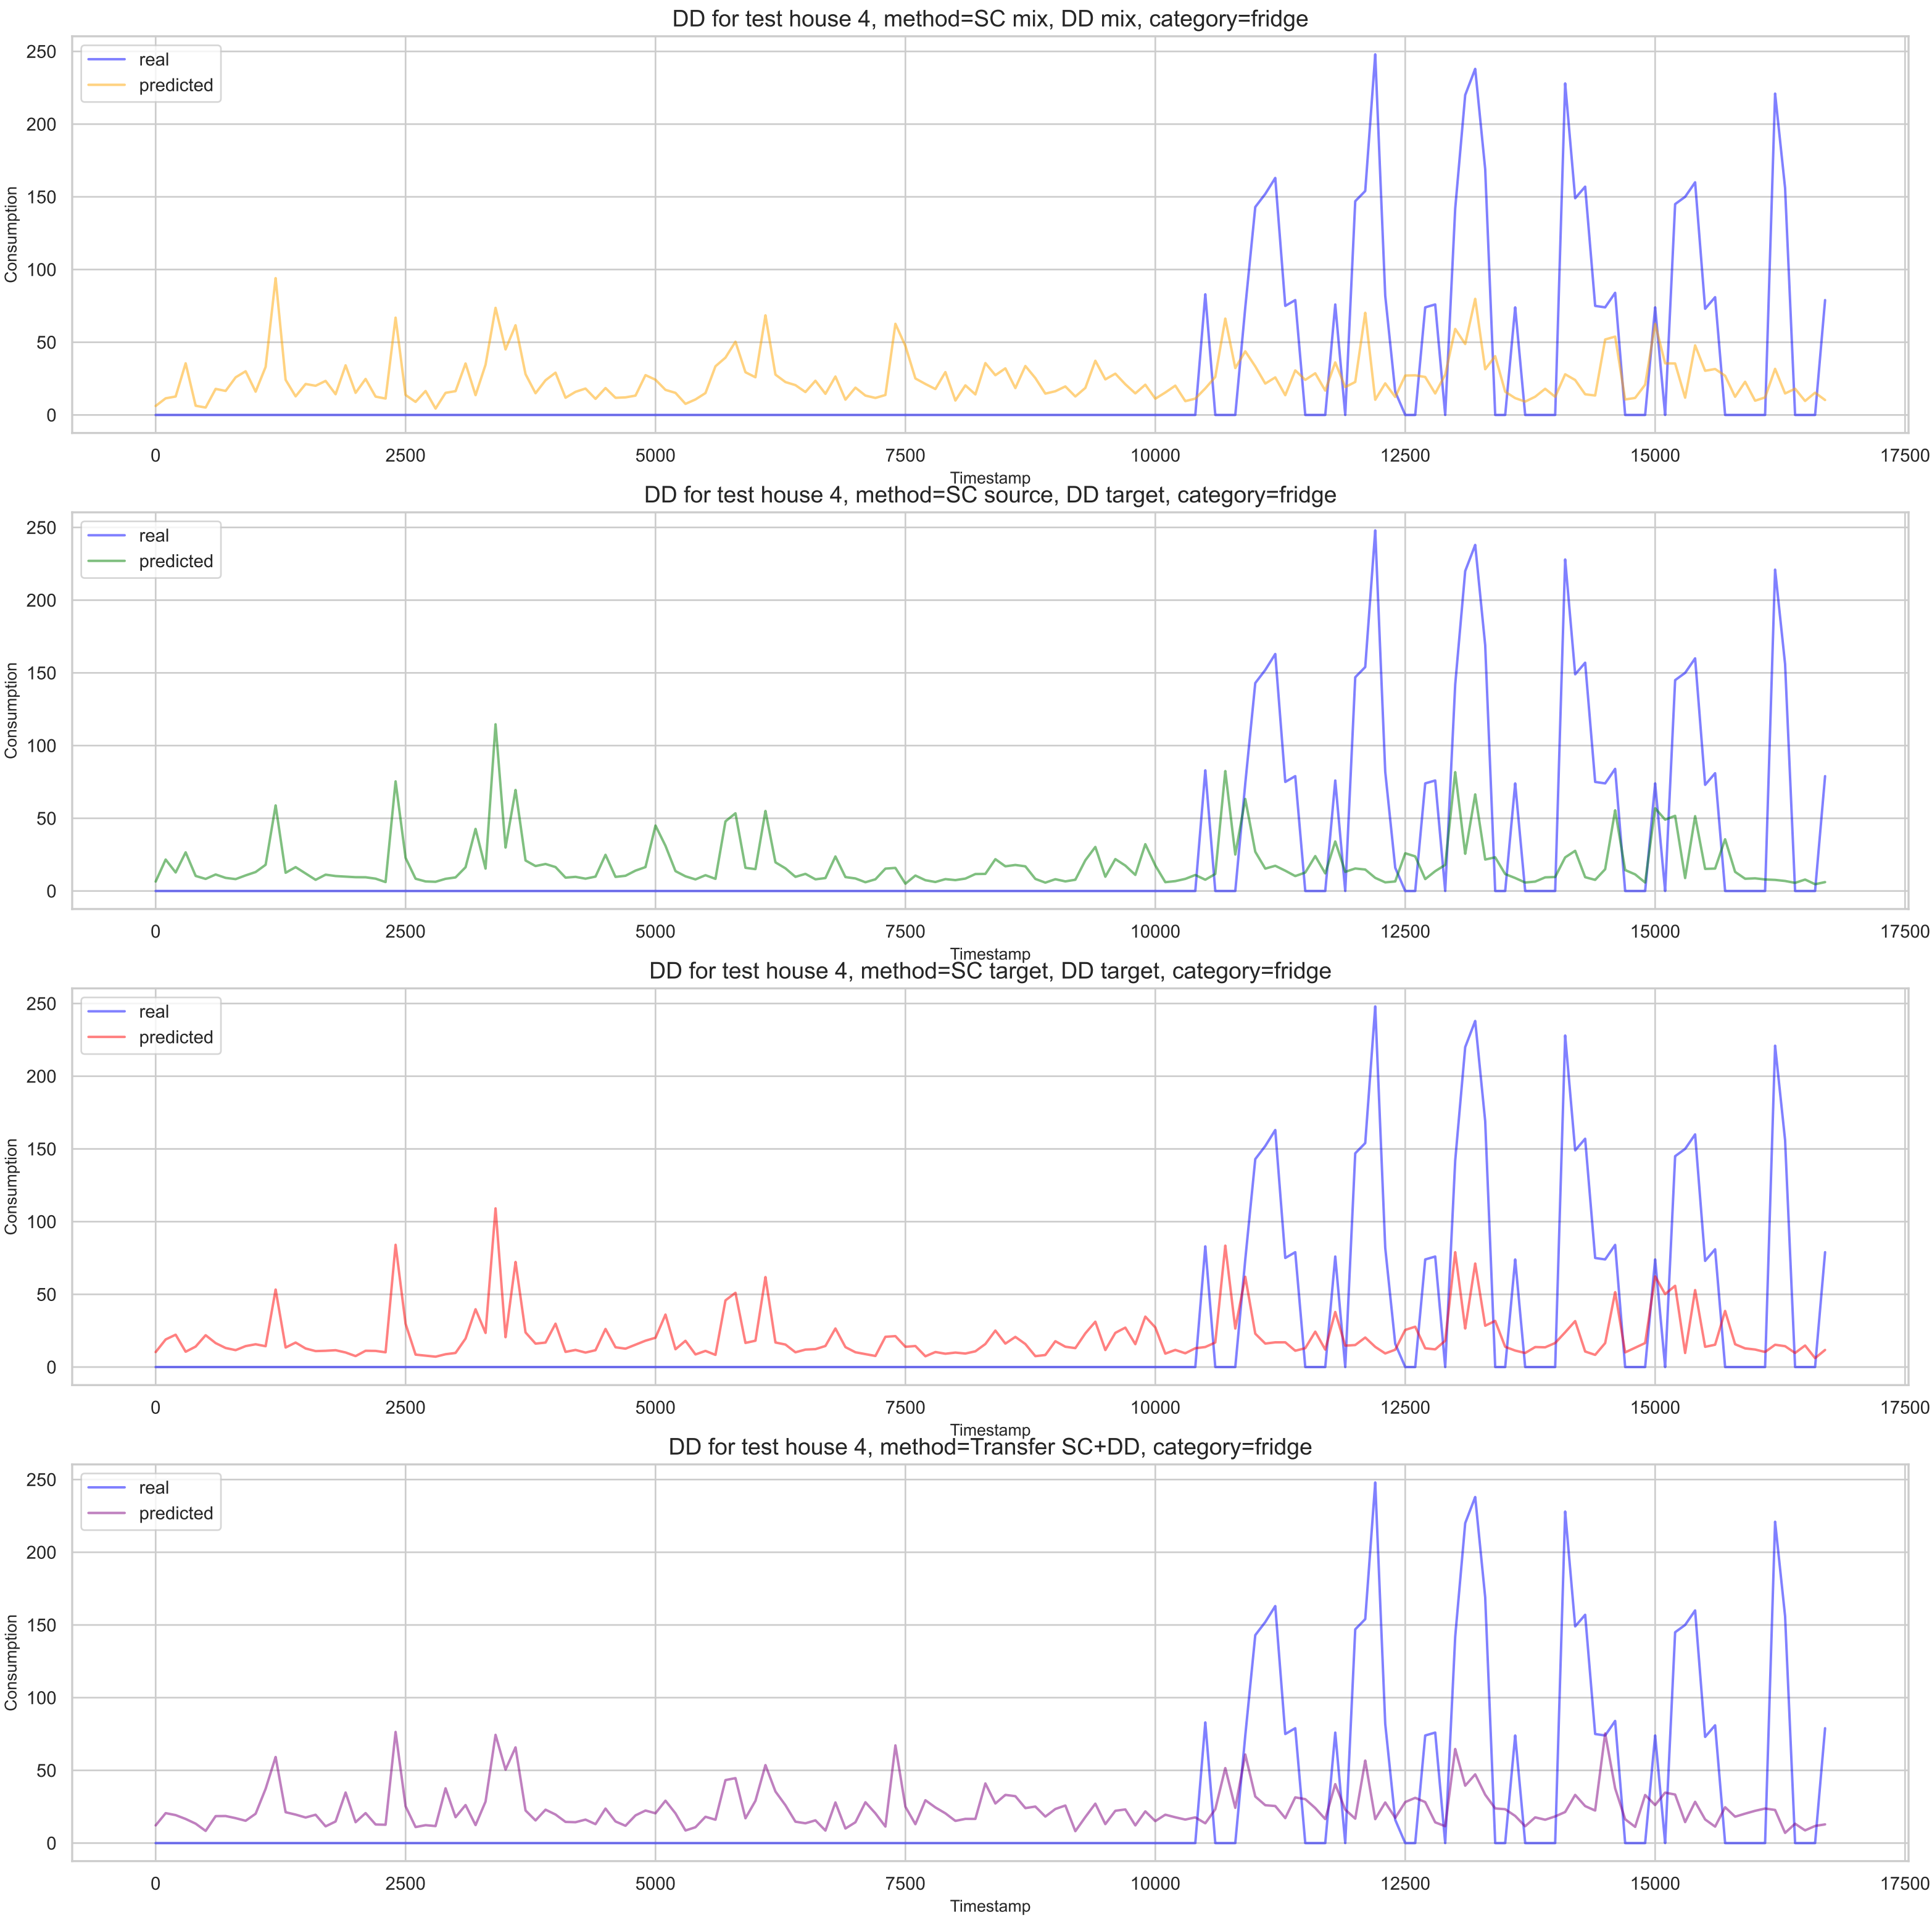 DD for test house 4, method=SC mix, DD mix, category=fridge
real
predicted
Consumption
250
200
150
100
50
0
0 2500 5000 7500 10000 12500 15000 17500
Timestamp
DD for test house 4, method=SC source, DD target, category=fridge
real
predicted
Consumption
250
200
150
100
50
0
0 2500 5000 7500 10000 12500 15000 17500
Timestamp
DD for test house 4, method=SC target, DD target, category=fridge
real
predicted
Consumption
250
200
150
100
50
0
0 2500 5000 7500 10000 12500 15000 17500
Timestamp
DD for test house 4, method=Transfer SC+DD, category=fridge
real
predicted
Consumption
250
200
150
100
50
0
0 2500 5000 7500 10000 12500 15000 17500
Timestamp